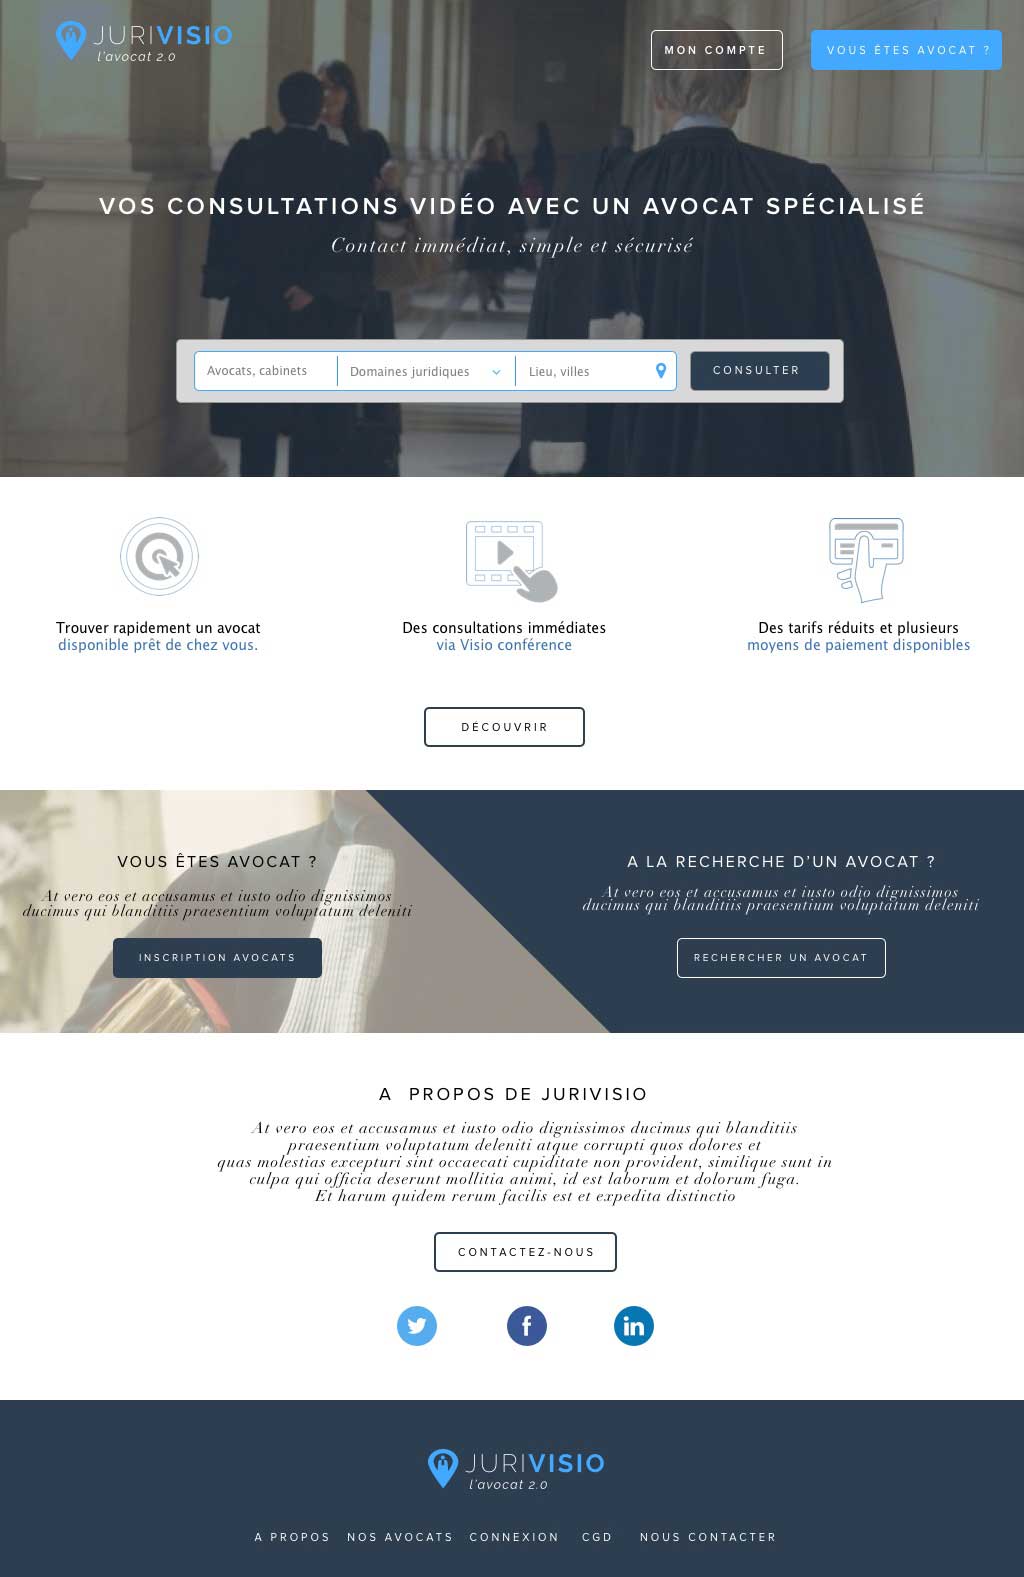 JURIVISIO
l'avocat 2.0
MON COMPTE
VOUS ÊTES AVOCAT ?
VOS CONSULTATIONS VIDÉO AVEC UN AVOCAT SPÉCIALISÉ
Contact immédiat, simple et sécurisé
Avocats, cabinets
Domaines juridiques
Lieu, villes
CONSULTER
Trouver rapidement un avocat
disponible prêt de chez vous.
Des consultations immédiates
via Visio conférence
Des tarifs réduits et plusieurs
moyens de paiement disponibles
DÉCOUVRIR
VOUS ÊTES AVOCAT ?
At vero eos et accusamus et iusto odio dignissimos
ducimus qui blanditiis praesentium voluptatum deleniti
INSCRIPTION AVOCATS
A LA RECHERCHE D'UN AVOCAT ?
At vero eos et accusamus et iusto odio dignissimos
ducimus qui blanditiis praesentium voluptatum deleniti
RECHERCHER UN AVOCAT
A PROPOS DE JURIVISIO
At vero eos et accusamus et iusto odio dignissimos ducimus qui blanditiis
praesentium voluptatum deleniti atque corrupti quos dolores et
quas molestias excepturi sint occaecati cupiditate non provident, similique sunt in
culpa qui officia deserunt mollitia animi, id est laborum et dolorum fuga.
Et harum quidem rerum facilis est et expedita distinctio
CONTACTEZ-NOUS
f
in
JURIVISIO
l'avocat 2.0
A PROPOS
NOS AVOCATS
CONNEXION
CGD
NOUS CONTACTER